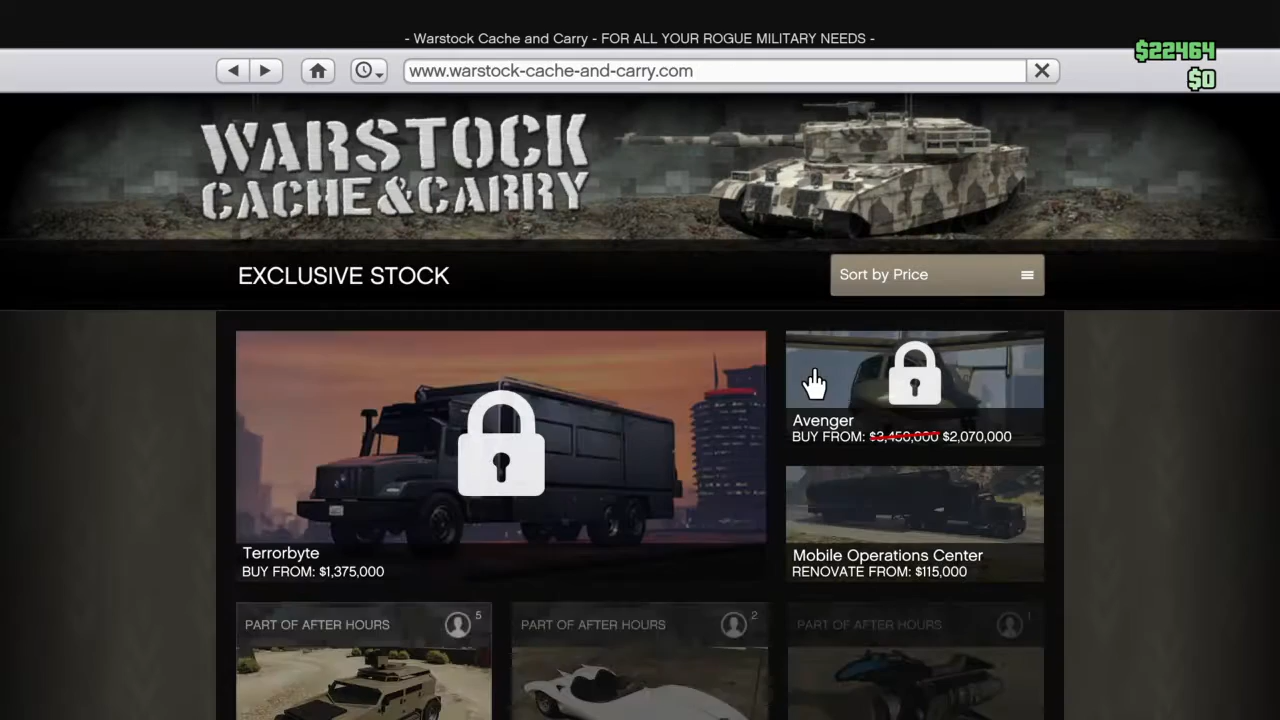 - Warstock Cache and Carry - FOR ALL YOUR ROGUE MILITARY NEEDS -
$22464
www.warstock-cache-and-carry.com
$0
WARSTOCK
CACHE&CARRY
EXCLUSIVE STOCK
Sort by Price
Avenger
BUY FROM: $3,450,000 $2,070,000
Terrorbyte
BUY FROM: $1,375,000
Mobile Operations Center
RENOVATE FROM: $115,000
PART OF AFTER HOURS 5
PART OF AFTER HOURS 2
PART OF AFTER HOURS 1